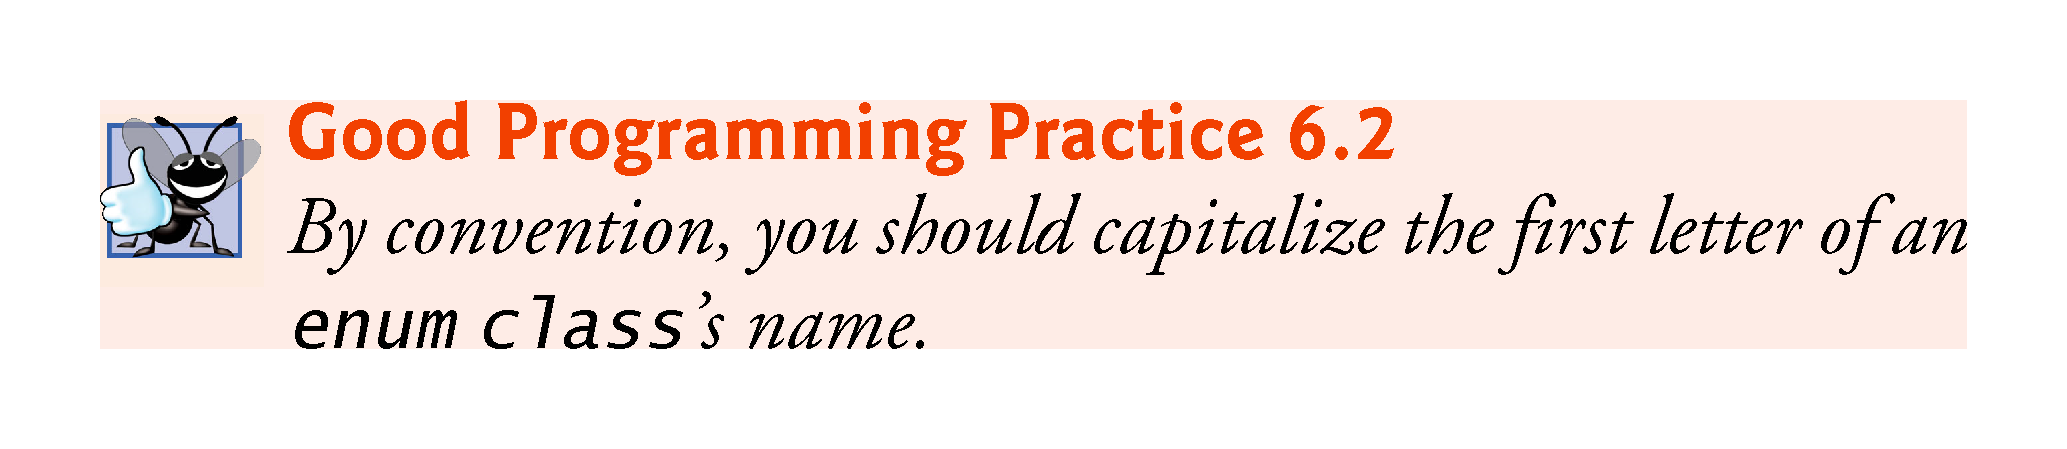 Good Programming Practice 6.2
By convention, you should capitalize the first letter of an
enum class’s name.